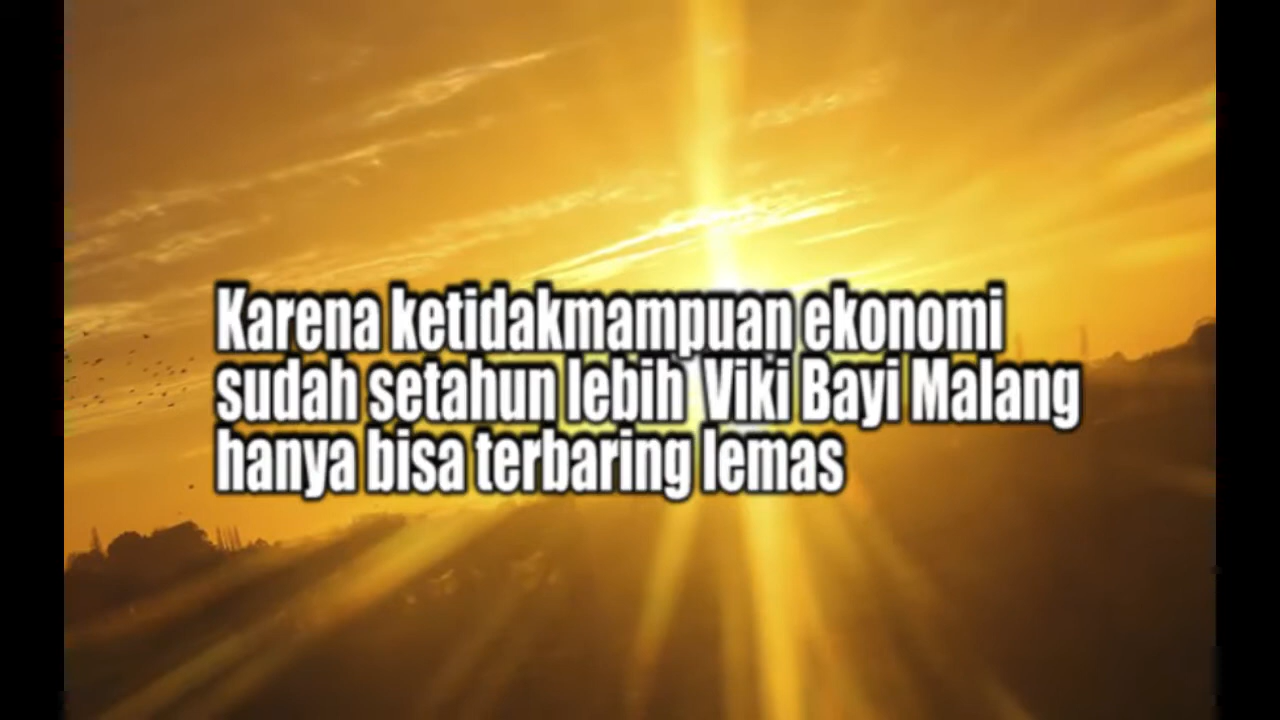 Karena ketidakmampuan ekonomi
sudah setahun lebih Viki Bayi Malang
hanya bisa terbaring lemas